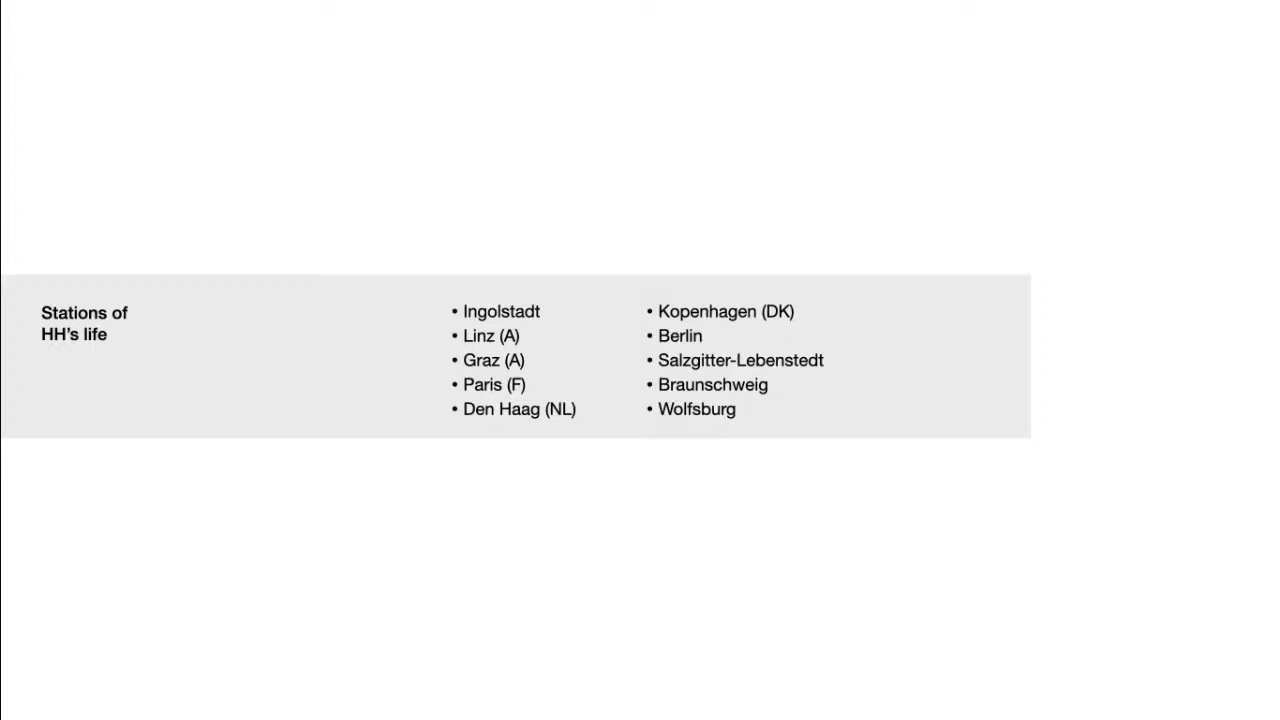 Stations of
HH's life
• Ingolstadt
• Linz (A)
• Graz (A)
• Paris (F)
• Den Haag (NL)
• Kopenhagen (DK)
• Berlin
• Salzgitter-Lebenstedt
• Braunschweig
• Wolfsburg